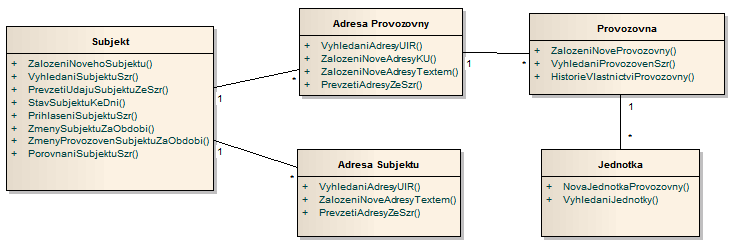 Subjekt
+ ZalozeniNovehoSubjektu()
+ VyhledaniSubjektuSzr()
+ PrevzetiUdajuSubjektuZeSzr()
+ StavSubjektuKeDni()
+ PrihlaseniSubjektuSzr()
+ ZmenySubjektuZaObdobi()
+ ZmenyProvozovenSubjektuZaObdobi()
+ PorovnaniSubjektuSzr()
1
*
1
*
Adresa Provozovny
+ VyhledaniAdresyUIR()
+ ZalozeniNoveAdresyKU()
+ ZalozeniNoveAdresyTextem()
+ PrevzetiAdresyZeSzr()
1
*
Provozovna
+ ZalozeniNoveProvozovny()
+ VyhledaniProvozovenSzr()
+ HistorieVlastnictviProvozovny()
1
*
Adresa Subjektu
+ VyhledaniAdresyUIR()
+ ZalozeniNoveAdresyTextem()
+ PrevzetiAdresyZeSzr()
Jednotka
+ NovaJednotkaProvozovny()
+ VyhledaniJednotky()